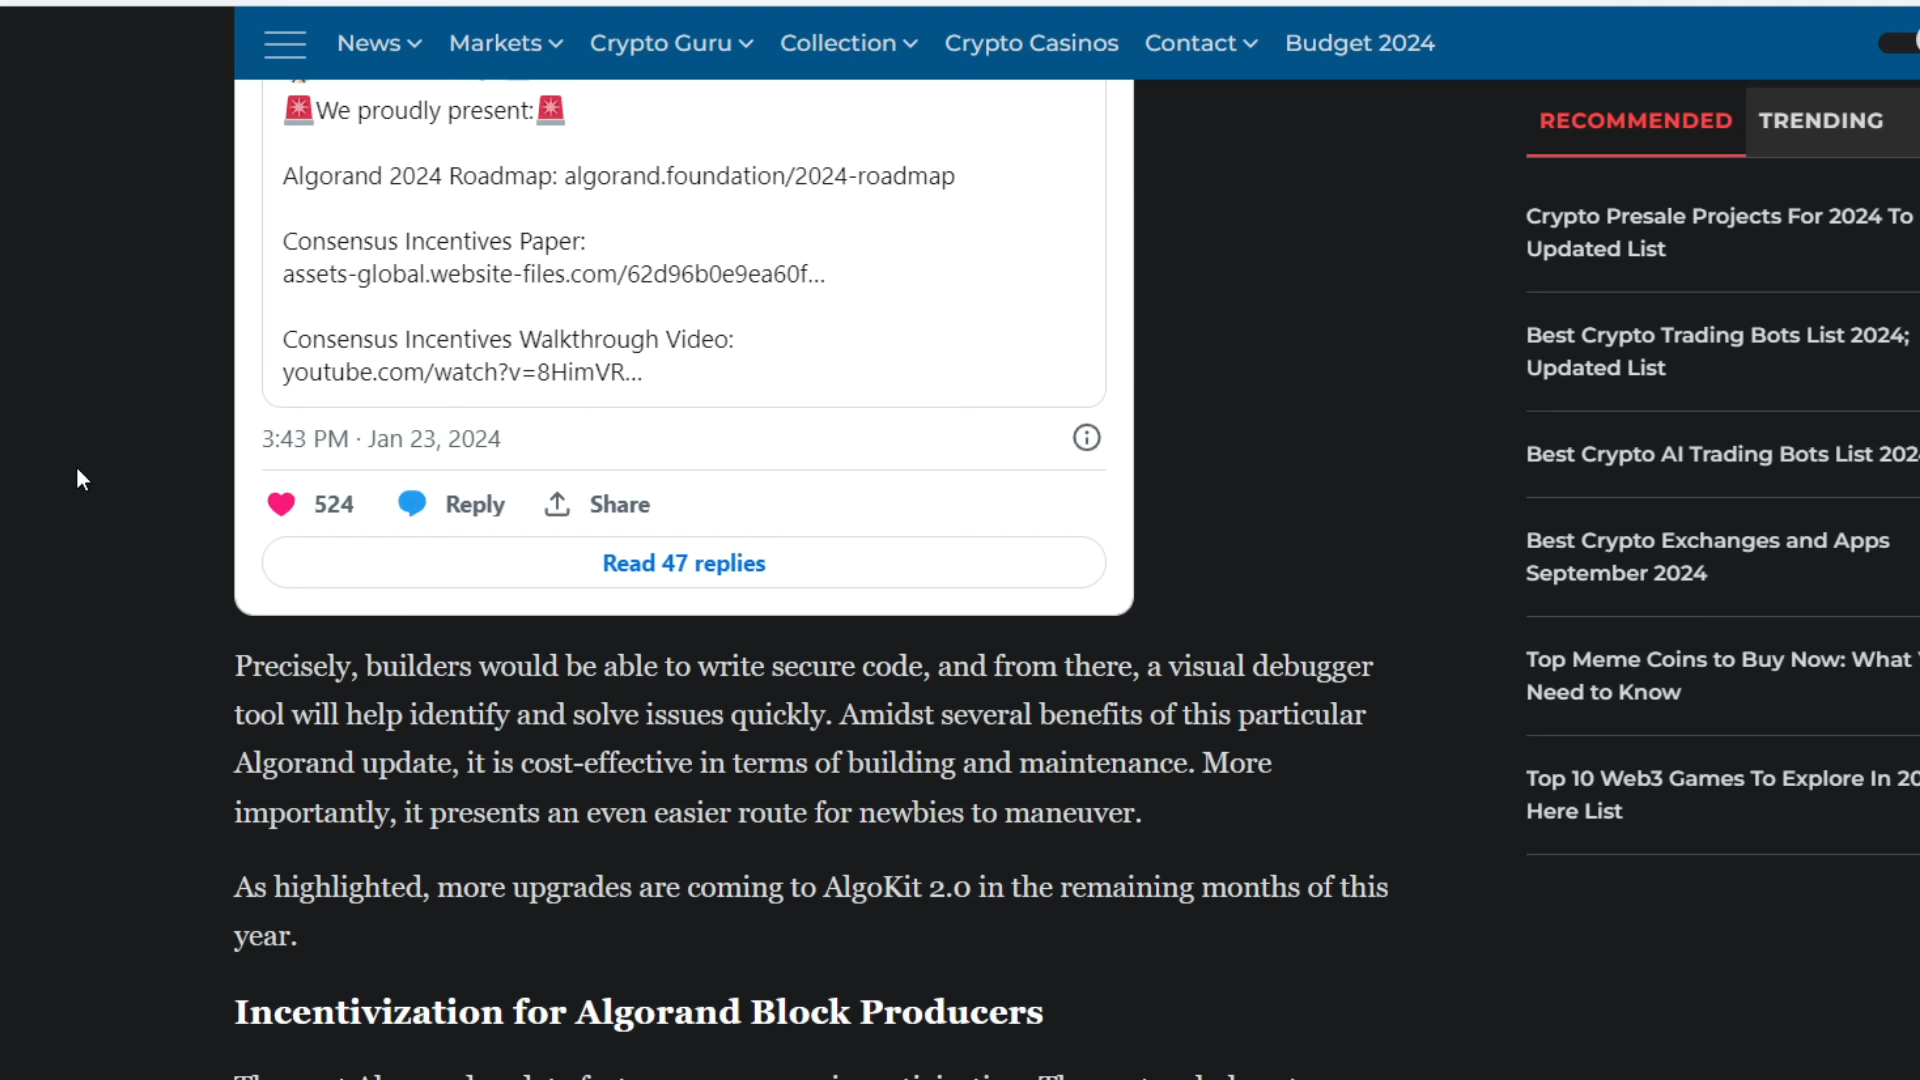 News Markets Crypto Guru Collection Crypto Casinos Contact Budget 2024
We proudly present:
Algorand 2024 Roadmap: algorand.foundation/2024-roadmap
Consensus Incentives Paper:
assets-global.website-files.com/62d96b0e9ea60f...
Consensus Incentives Walkthrough Video:
youtube.com/watch?v=8HimVR...
3:43 PM · Jan 23, 2024
524 Reply Share
Read 47 replies
Precisely, builders would be able to write secure code, and from there, a visual debugger
tool will help identify and solve issues quickly. Amidst several benefits of this particular
Algorand update, it is cost-effective in terms of building and maintenance. More
importantly, it presents an even easier route for newbies to maneuver.
As highlighted, more upgrades are coming to AlgoKit 2.0 in the remaining months of this
year.
Incentivization for Algorand Block Producers
RECOMMENDED TRENDING
Crypto Presale Projects For 2024 To
Updated List
Best Crypto Trading Bots List 2024;
Updated List
Best Crypto AI Trading Bots List 202
Best Crypto Exchanges and Apps
September 2024
Top Meme Coins to Buy Now: What
Need to Know
Top 10 Web3 Games To Explore In 20
Here List